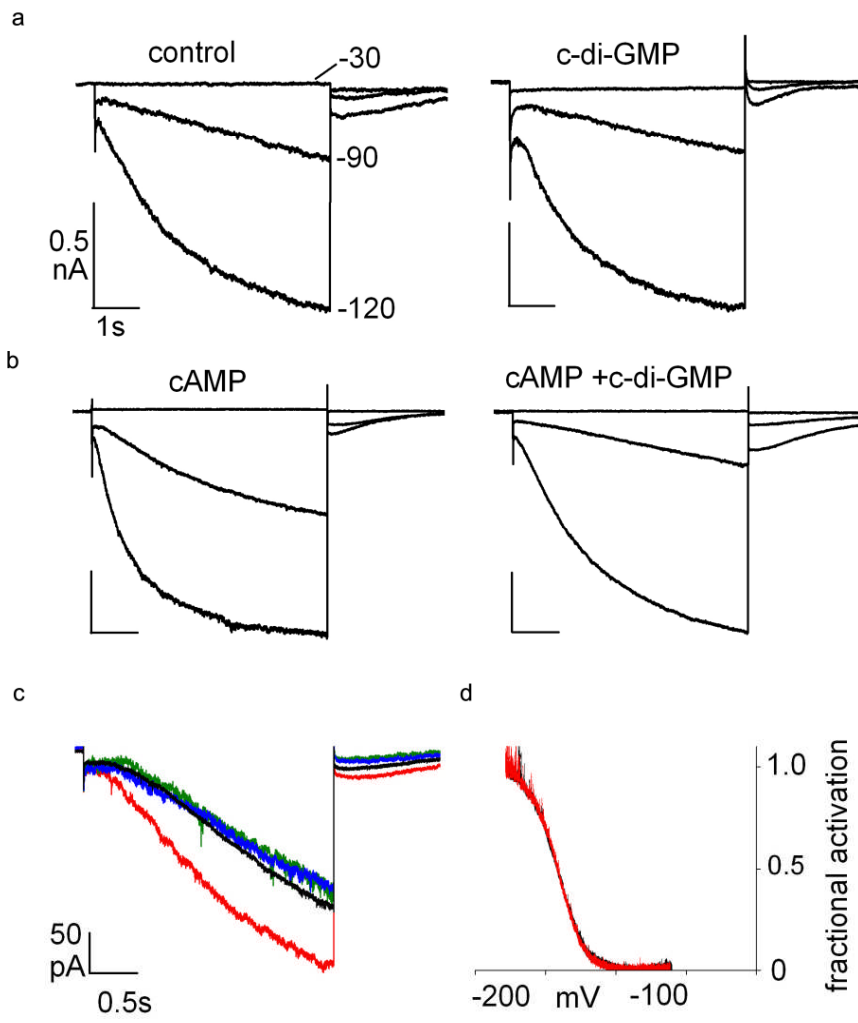 a
control
-30
c-di-GMP
-90
0.5
nA
-120
1s
b
cAMP
cAMP +c-di-GMP
c
d
1.0
0.5
0
fractional activation
50
pA
0.5s
-200
mV
-100